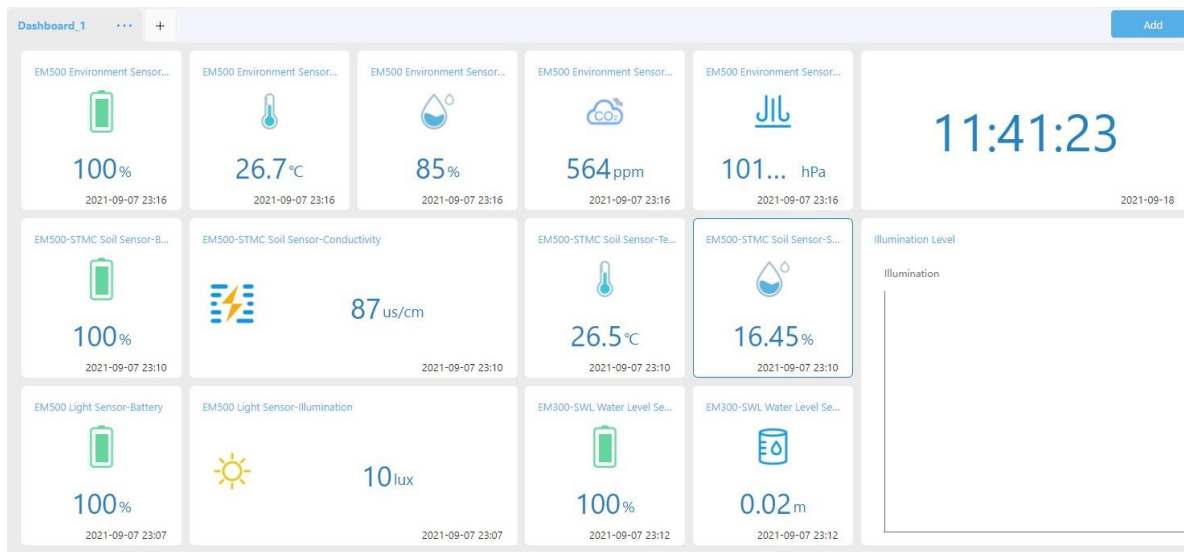 Dashboard_1 ··· +
Add
EM500 Environment Sensor...
100%
2021-09-07 23:16
EM500 Environment Sensor...
26.7℃
2021-09-07 23:16
EM500 Environment Sensor...
85%
2021-09-07 23:16
EM500 Environment Sensor...
CO₂
564ppm
2021-09-07 23:16
EM500 Environment Sensor...
101... hPa
2021-09-07 23:16
11:41:23
2021-09-18
EM500-STMC Soil Sensor-B...
100%
2021-09-07 23:10
EM500-STMC Soil Sensor-Conductivity
87us/cm
2021-09-07 23:10
EM500-STMC Soil Sensor-Te...
26.5℃
2021-09-07 23:10
EM500-STMC Soil Sensor-S...
16.45%
2021-09-07 23:10
Illumination Level
Illumination
EM500 Light Sensor-Battery
100%
2021-09-07 23:07
EM500 Light Sensor-Illumination
10lux
2021-09-07 23:07
EM300-SWL Water Level Se...
100%
2021-09-07 23:12
EM300-SWL Water Level Se...
0.02m
2021-09-07 23:12